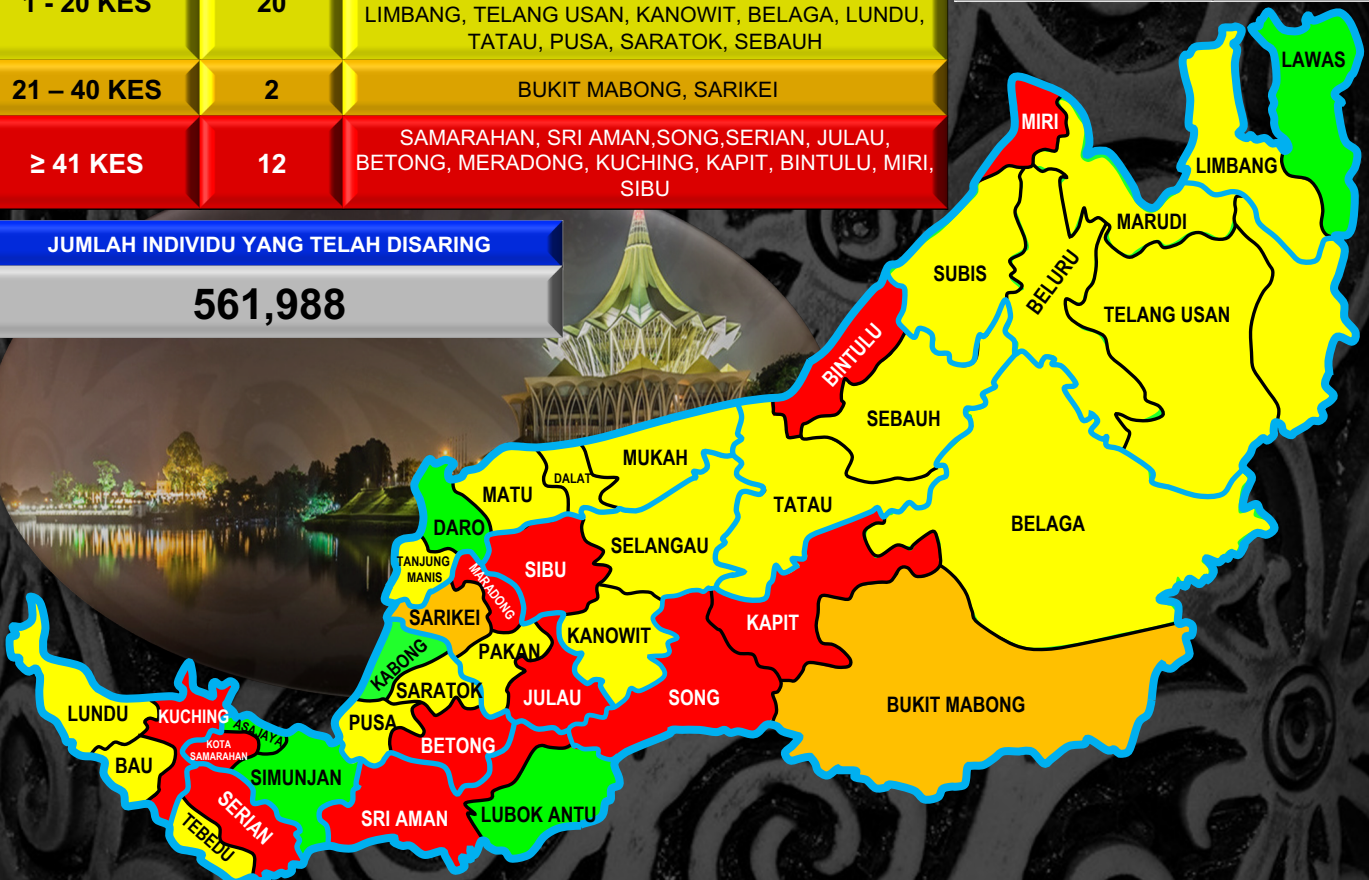 1 - 20 KES
20
LIMBANG, TELANG USAN, KANOWIT, BELAGA, LUNDU,
TATAU, PUSA, SARATOK, SEBAUH
21 – 40 KES
2
BUKIT MABONG, SARIKEI
≥ 41 KES
12
SAMARAHAN, SRI AMAN,SONG,SERIAN, JULAU,
BETONG, MERADONG, KUCHING, KAPIT, BINTULU, MIRI,
SIBU
JUMLAH INDIVIDU YANG TELAH DISARING
561,988
LAWAS
MIRI
LIMBANG
MARUDI
SUBIS
BELURU
TELANG USAN
BINTULU
SEBAUH
MUKAH
DALAT
MATU
TATAU
DARO
BELAGA
SELANGAU
TANJUNG
MANIS
SIBU
MARADONG
SARIKEI
KAPIT
KANOWIT
PAKAN
KABONG
SARATOK
JULAU
SONG
BUKIT MABONG
LUNDU
KUCHING
PUSA
ASAJAYA
BETONG
KOTA
SAMARAHAN
BAU
SIMUNJAN
SERIAN
SRI AMAN
LUBOK ANTU
TEBEDU